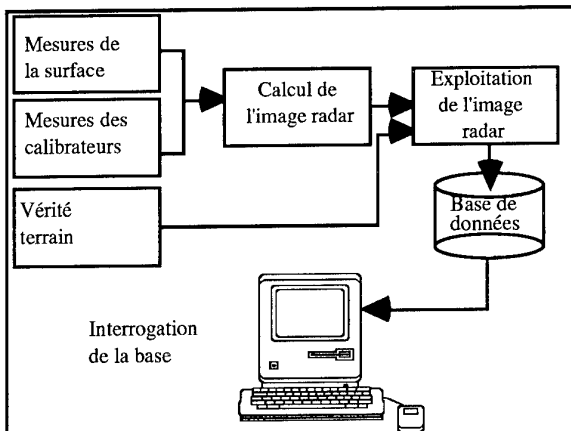 Mesures de
la surface
Mesures des
calibrateurs
Vérité
terrain
Calcul de
l'image radar
Exploitation
de l'image
radar
Base de
données
Interrogation
de la base